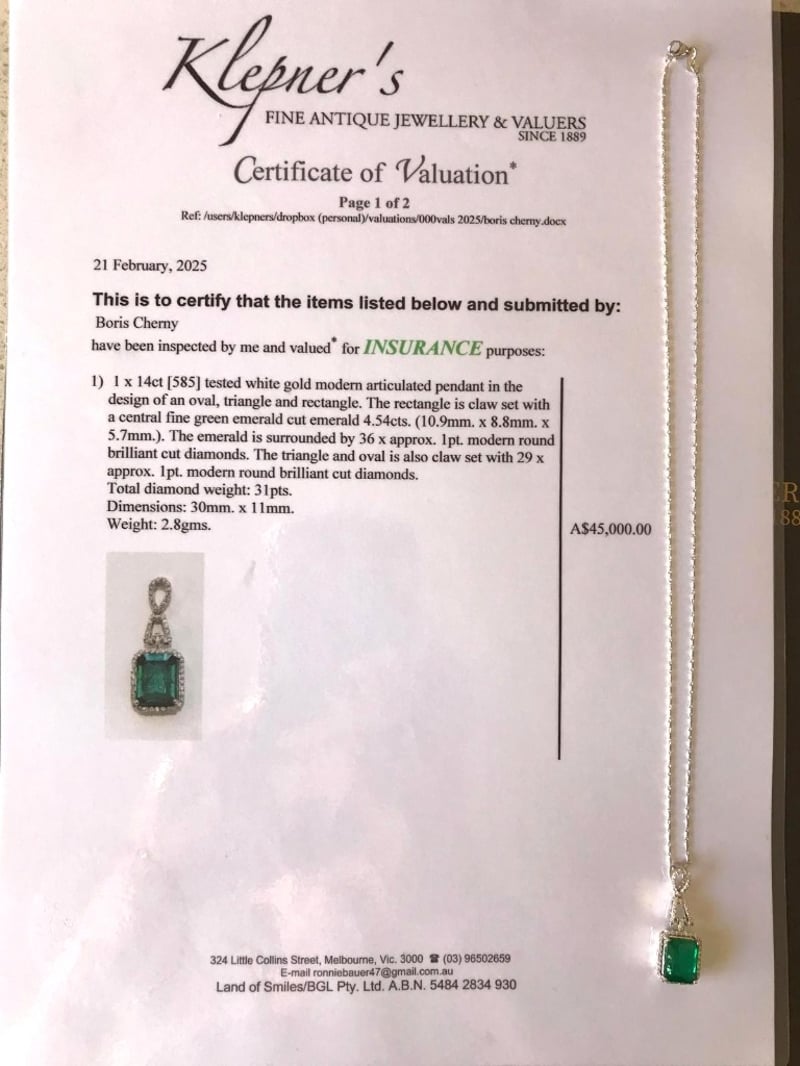 Klepner's
FINE ANTIQUE JEWELLERY & VALUERS
SINCE 1889
Certificate of Valuation*
Page 1 of 2
Ref: /users/klepners/dropbox (personal)/valuations/000vals 2025/boris cherny.docx
21 February, 2025
This is to certify that the items listed below and submitted by:
Boris Cherny
have been inspected by me and valued* for INSURANCE purposes:
1) 1 x 14ct [585] tested white gold modern articulated pendant in the
design of an oval, triangle and rectangle. The rectangle is claw set with
a central fine green emerald cut emerald 4.54cts. (10.9mm. x 8.8mm. x
5.7mm.). The emerald is surrounded by 36 x approx. 1pt. modern round
brilliant cut diamonds. The triangle and oval is also claw set with 29 x
approx. 1pt. modern round brilliant cut diamonds.
Total diamond weight: 31pts.
Dimensions: 30mm. x 11mm.
Weight: 2.8gms.
A$45,000.00
324 Little Collins Street, Melbourne, Vic. 3000 ☎ (03) 96502659
E-mail ronniebauer47@gmail.com.au
Land of Smiles/BGL Pty. Ltd. A.B.N. 5484 2834 930